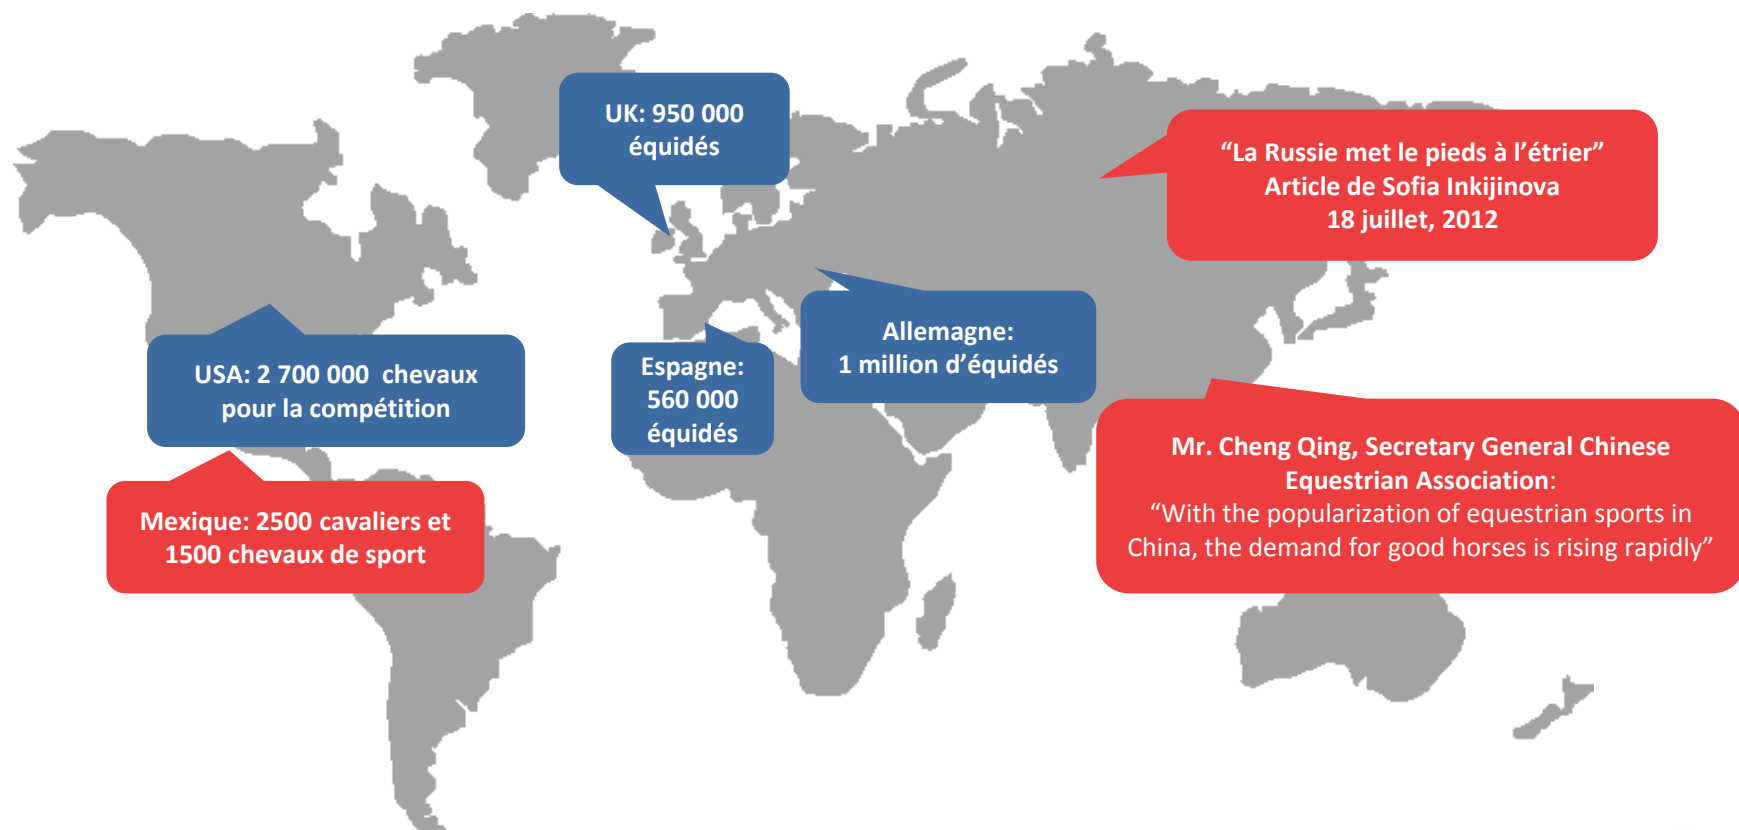 UK: 950 000
équidés
“La Russie met le pieds à l’étrier”
Article de Sofia Inkijinova
18 juillet, 2012
USA: 2 700 000 chevaux
pour la compétition
Espagne:
560 000
équidés
Allemagne:
1 million d’équidés
Mexique: 2500 cavaliers et
1500 chevaux de sport
Mr. Cheng Qing, Secretary General Chinese
Equestrian Association:
“With the popularization of equestrian sports in
China, the demand for good horses is rising rapidly”